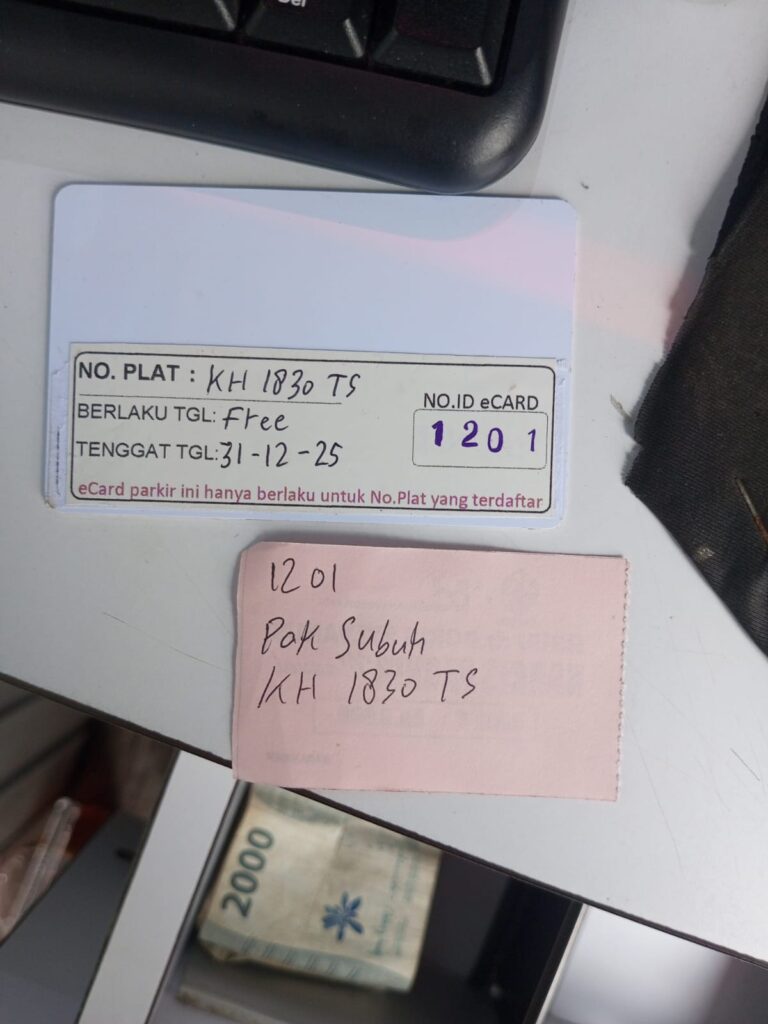 Del
NO. PLAT : KH 1830 TS
BERLAKU TGL: Free
TENGGAT TGL: 31-12-25
NO.ID eCARD
1201
eCard parkir ini hanya berlaku untuk No.Plat yang terdaftar
1201
Pak Subuh
KH 1830 TS
2000